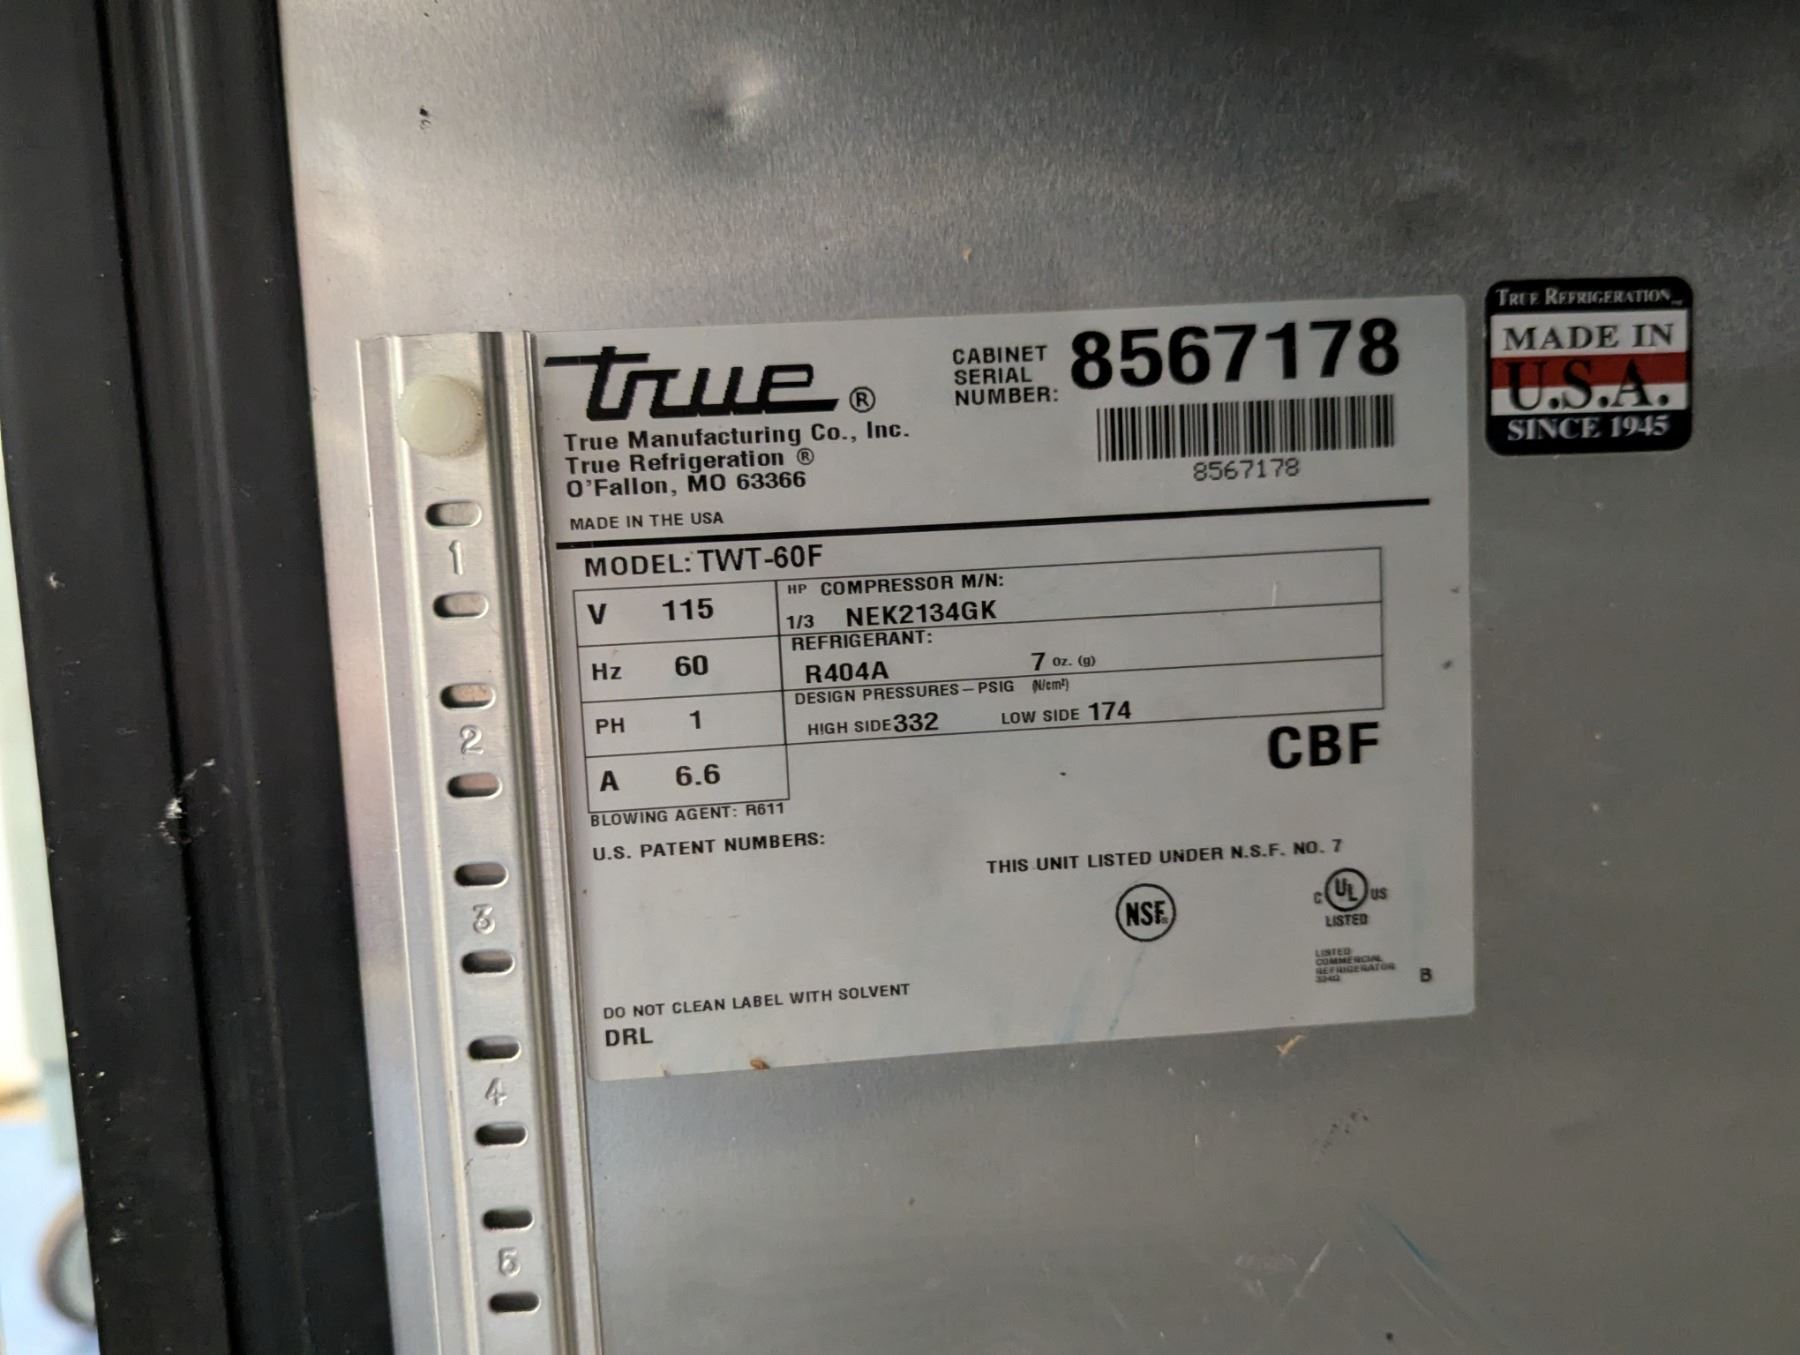 true ®
True Manufacturing Co., Inc.
True Refrigeration ®
O'Fallon, MO 63366
MADE IN THE USA
CABINET
SERIAL
NUMBER: 8567178
8567178
MODEL: TWT-60F
V 115
Hz 60
PH 1
A 6.6
HP COMPRESSOR M/N:
1/3 NEK2134GK
REFRIGERANT:
R404A 7 oz. (g)
DESIGN PRESSURES – PSIG (N/cm²)
HIGH SIDE 332 LOW SIDE 174
CBF
BLOWING AGENT: R611
U.S. PATENT NUMBERS:
THIS UNIT LISTED UNDER N.S.F. NO. 7
NSF®
C UL US
LISTED
LISTED
COMMERCIAL
REFRIGERATOR
B
DO NOT CLEAN LABEL WITH SOLVENT
DRL
TRUE REFRIGERATION
MADE IN
U.S.A.
SINCE 1945
1
2
3
4
5